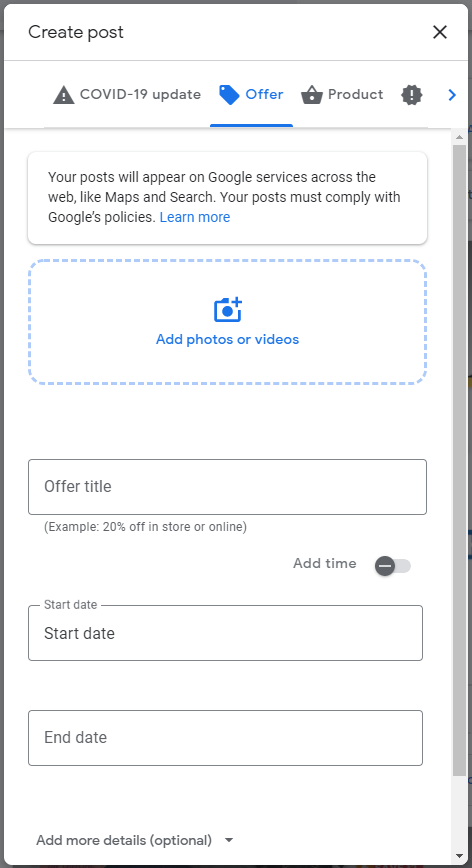 Create post
COVID-19 update
Offer
Product
Your posts will appear on Google services across the
web, like Maps and Search. Your posts must comply with
Google's policies. Learn more
Add photos or videos
Offer title
(Example: 20% off in store or online)
Add time
Start date
Start date
End date
Add more details (optional)